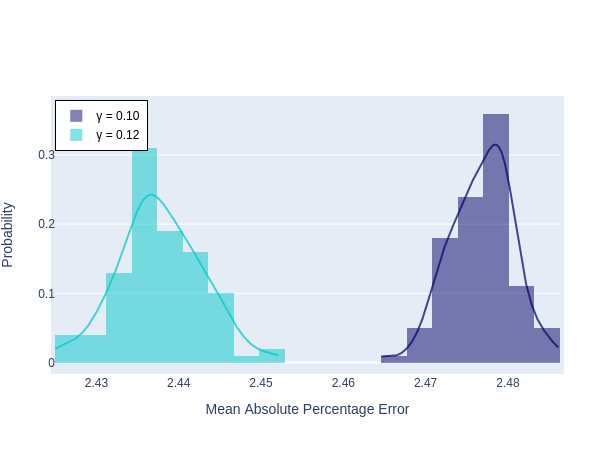 γ = 0.10
γ = 0.12
Probability
0.3
0.2
0.1
0
2.43 2.44 2.45 2.46 2.47 2.48
Mean Absolute Percentage Error